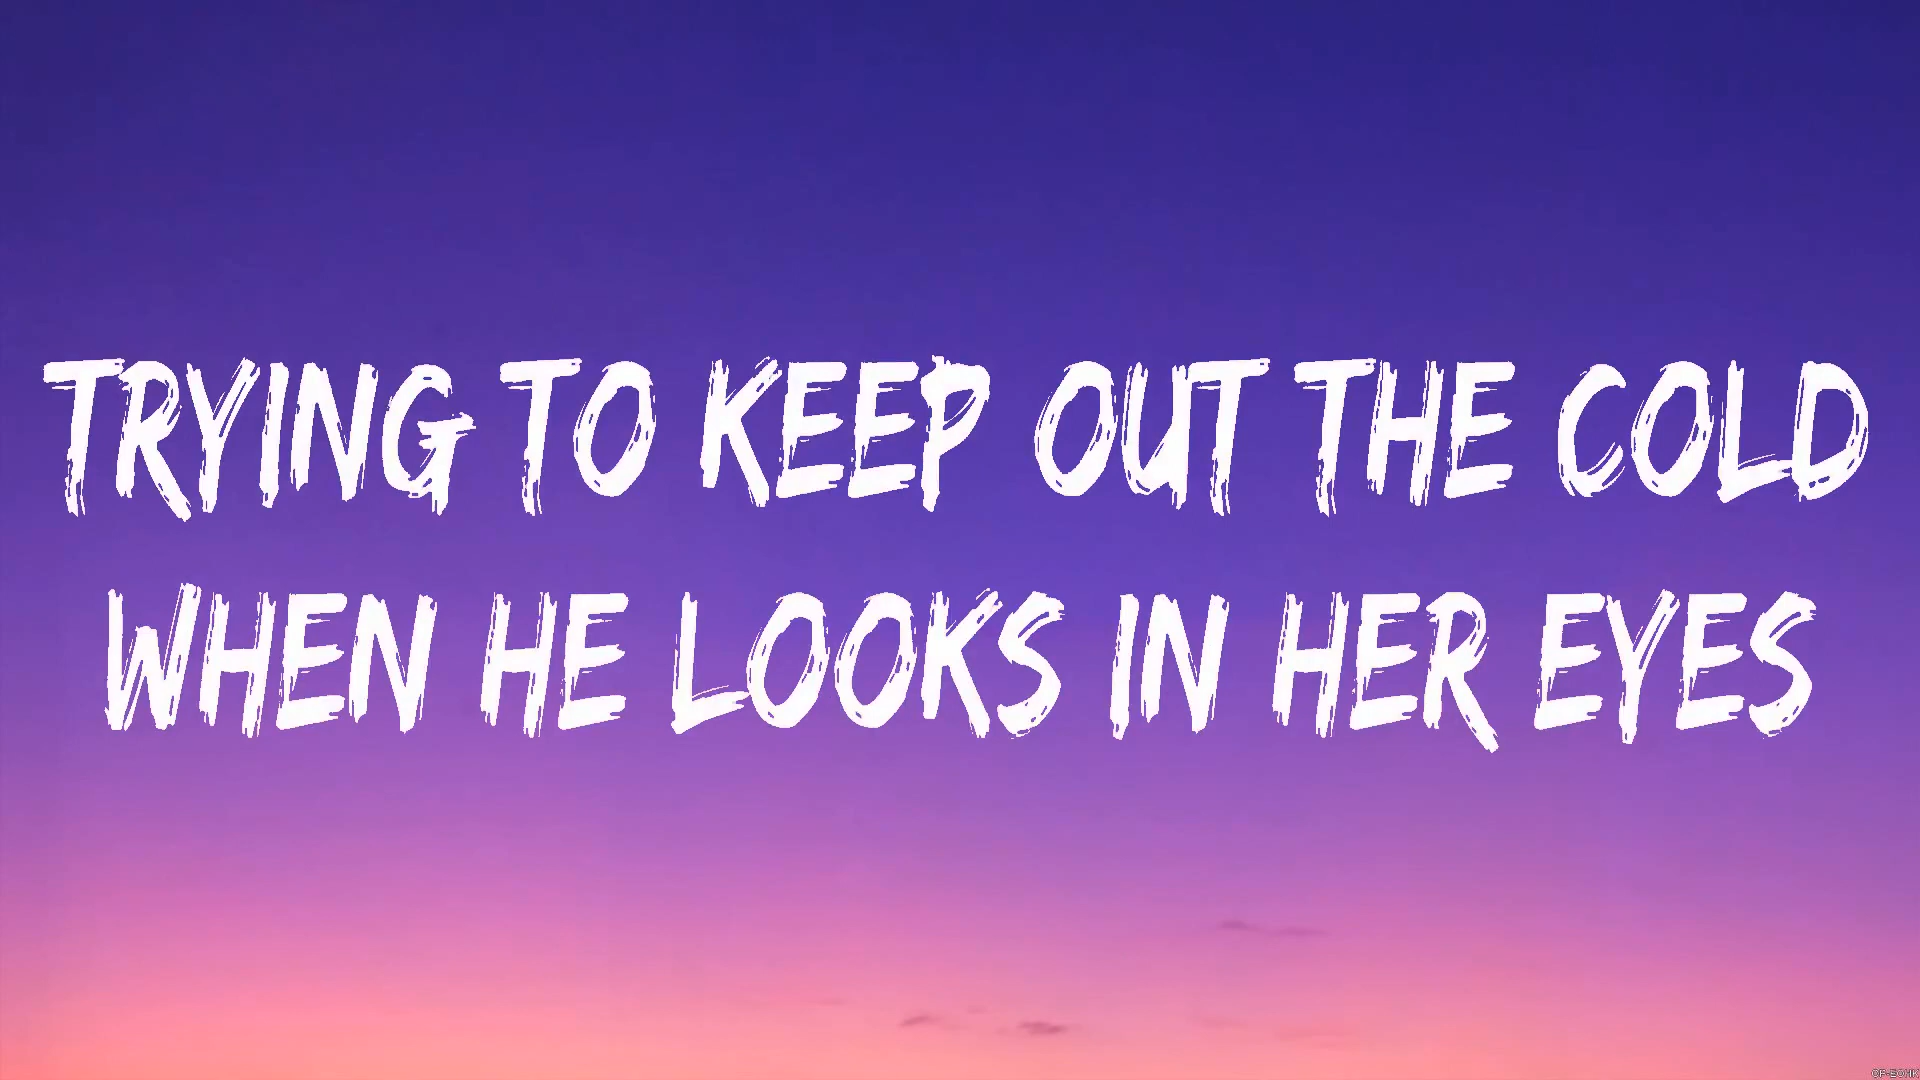 TRYING TO KEEP OUT THE COLD
WHEN HE LOOKS IN HER EYES